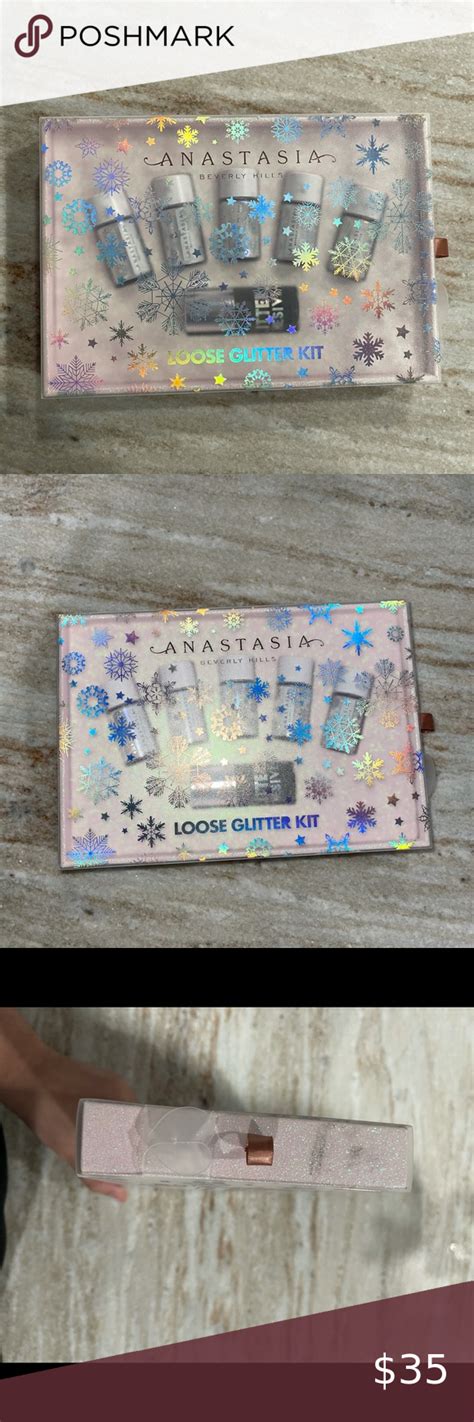 POSHMARK
ANASTASIA
BEVERLY HILLS
LOOSE GLITTER KIT
ANASTASIA
BEVERLY HILLS
LOOSE GLITTER KIT
$35